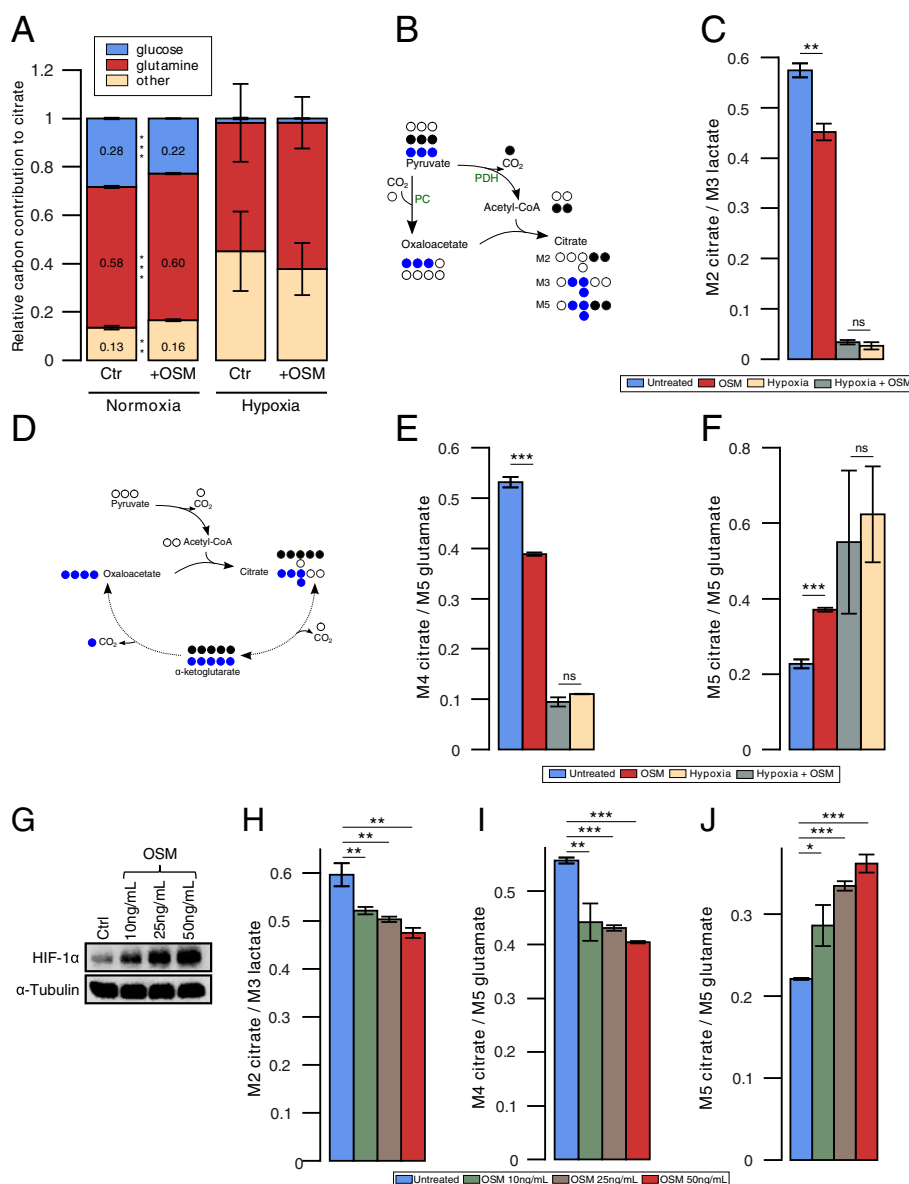 A
glucose
glutamine
other
Relative carbon contribution to citrate
1.2
1
0.8
0.6
0.4
0.2
0
0.28
0.22
0.58
0.60
0.13
0.16
***
***
**
Ctr
+OSM
Ctr
+OSM
Normoxia
Hypoxia
B
Pyruvate
CO2
PC
PDH
CO2
Acetyl-CoA
Oxaloacetate
Citrate
M2
M3
M5
C
M2 citrate / M3 lactate
0.6
0.5
0.4
0.3
0.2
0.1
0
**
ns
Untreated
OSM
Hypoxia
Hypoxia + OSM
D
Pyruvate
CO2
Acetyl-CoA
Oxaloacetate
Citrate
CO2
CO2
α-ketoglutarate
E
M4 citrate / M5 glutamate
0.6
0.5
0.4
0.3
0.2
0.1
0
***
ns
F
M5 citrate / M5 glutamate
0.8
0.6
0.4
0.2
0
***
ns
Untreated
OSM
Hypoxia
Hypoxia + OSM
G
OSM
Ctrl
10ng/mL
25ng/mL
50ng/mL
HIF-1α
α-Tubulin
H
M2 citrate / M3 lactate
0.6
0.5
0.4
0.3
0.2
0.1
0
**
**
**
I
M4 citrate / M5 glutamate
0.5
0.4
0.3
0.2
0.1
0
***
***
**
J
M5 citrate / M5 glutamate
0.3
0.2
0.1
0
***
***
*
Untreated
OSM 10ng/mL
OSM 25ng/mL
OSM 50ng/mL